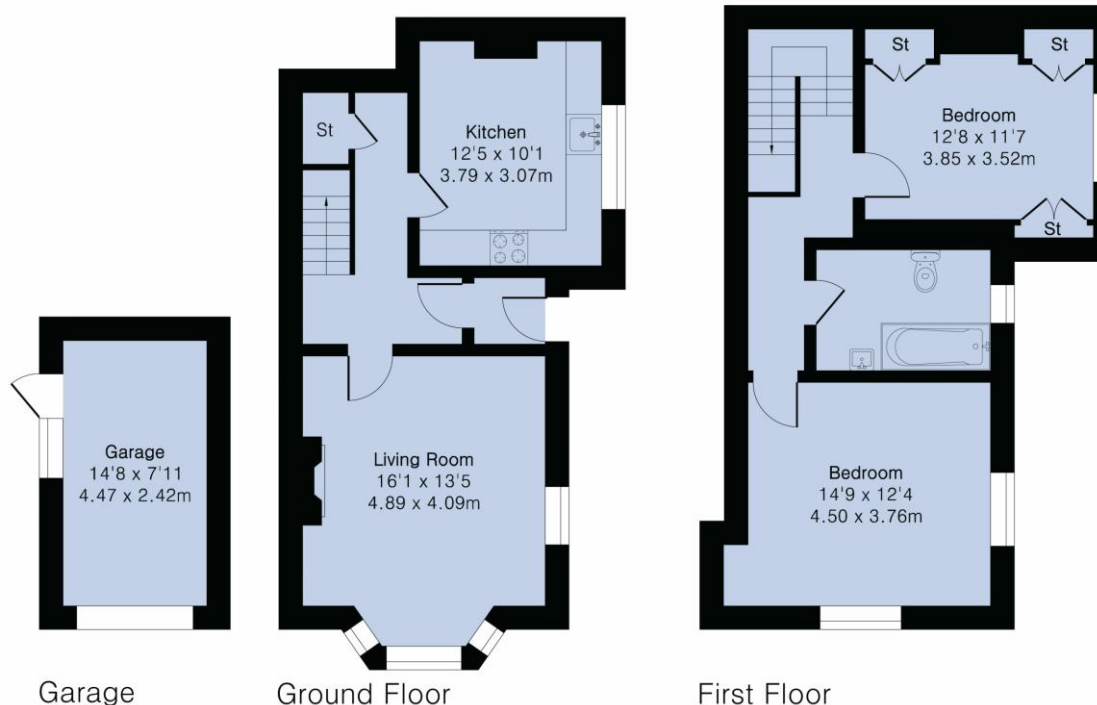 Garage
14'8 x 7'11
4.47 x 2.42m
Garage
St
Kitchen
12'5 x 10'1
3.79 x 3.07m
Living Room
16'1 x 13'5
4.89 x 4.09m
Ground Floor
St
St
Bedroom
12'8 x 11'7
3.85 x 3.52m
St
Bedroom
14'9 x 12'4
4.50 x 3.76m
First Floor